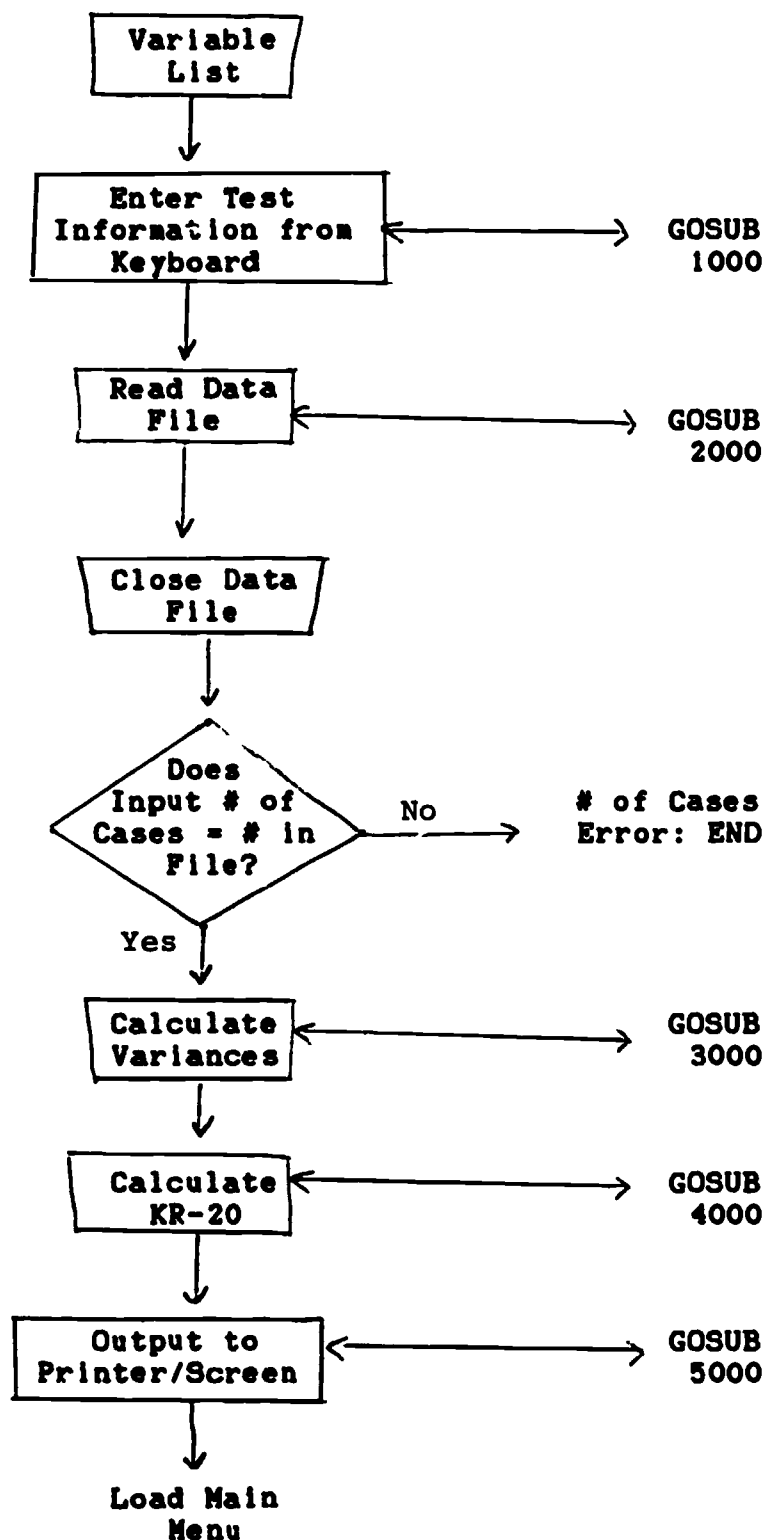 Variable
List
Enter Test
Information from
Keyboard
GOSUB
1000
Read Data
File
GOSUB
2000
Close Data
File
Does
Input # of
Cases = # in
File?
No
# of Cases
Error: END
Yes
Calculate
Variances
GOSUB
3000
Calculate
KR-20
GOSUB
4000
Output to
Printer/Screen
GOSUB
5000
Load Main
Menu